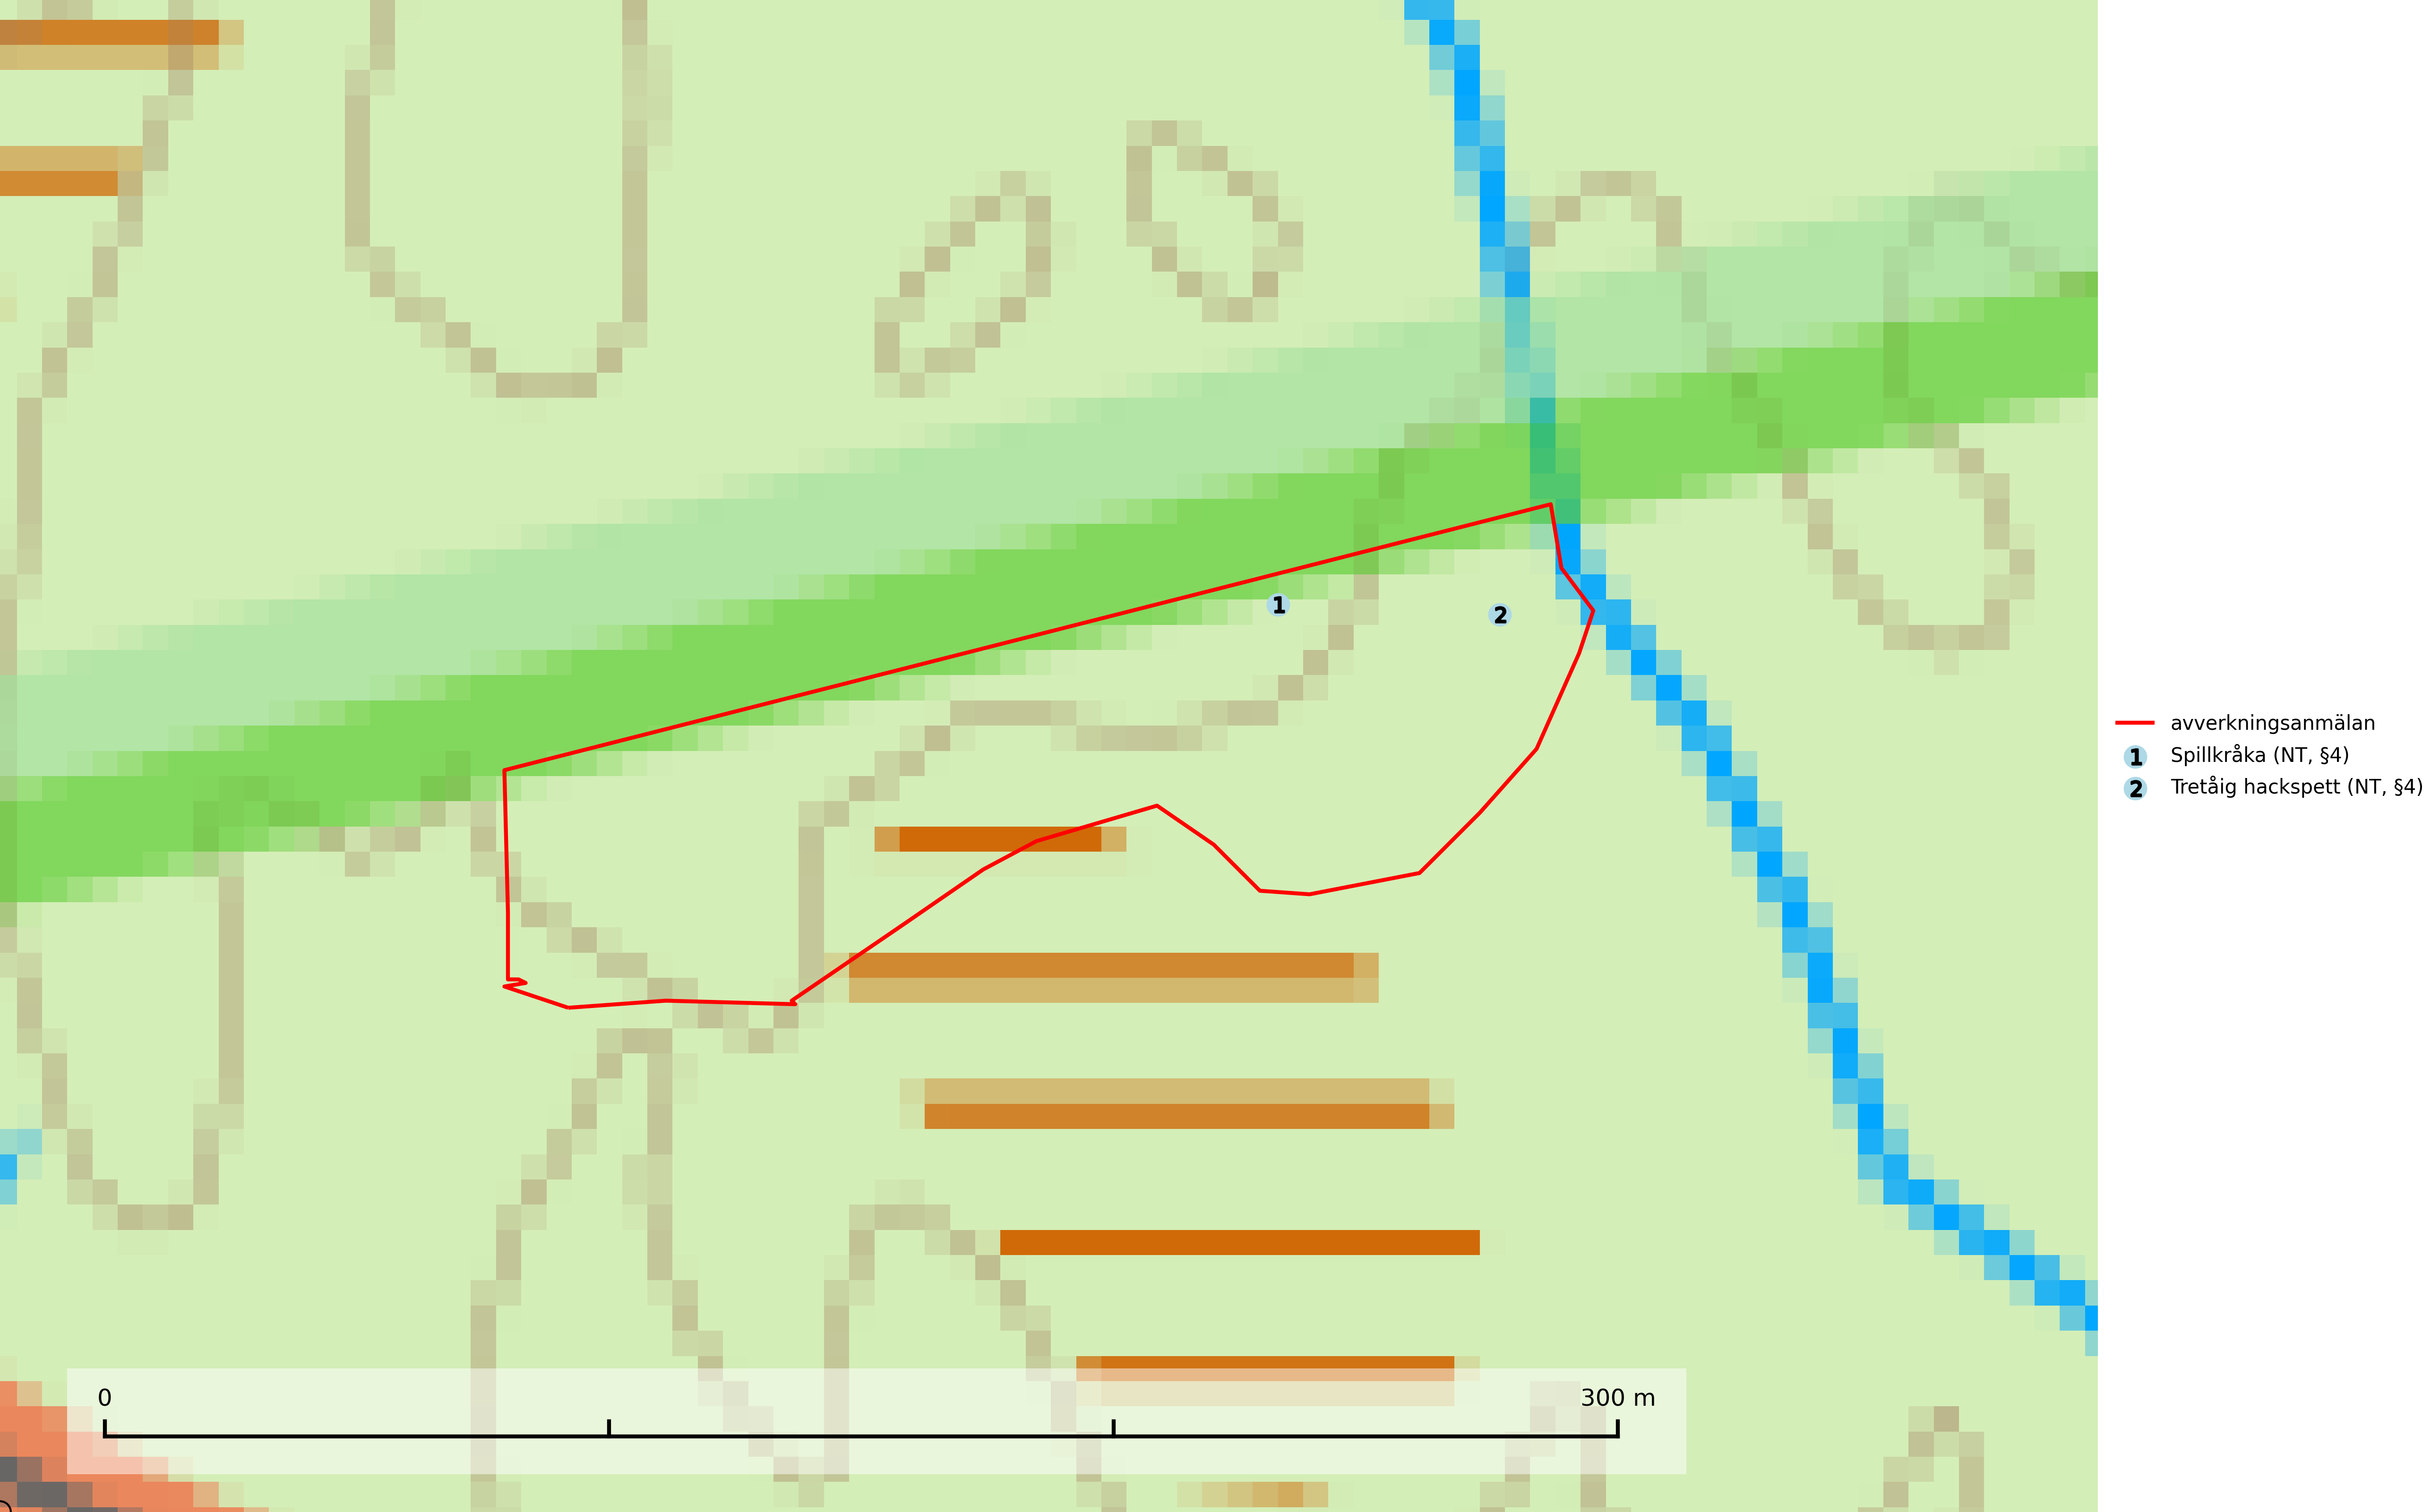 1
2
avverkningsanmälan
1 Spillkråka (NT, §4)
2 Tretåig hackspett (NT, §4)
0 300 m